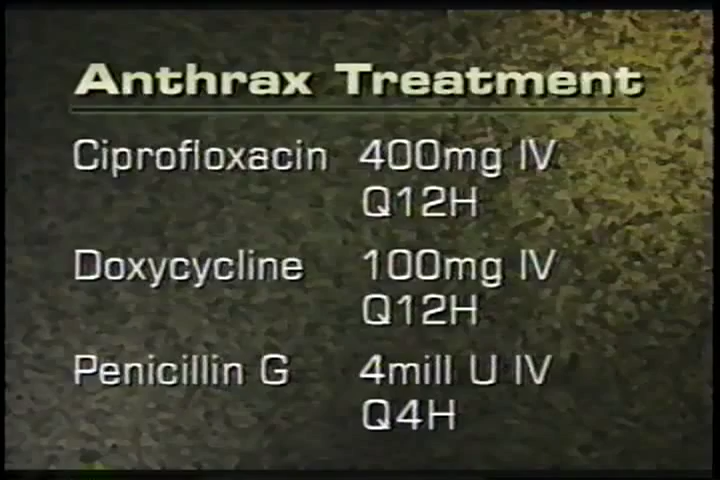 Anthrax Treatment
Ciprofloxacin 400mg IV
Q12H
Doxycycline 100mg IV
Q12H
Penicillin G 4mill U IV
Q4H